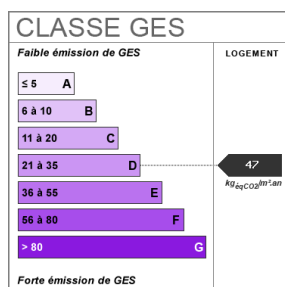 CLASSE GES
Faible émission de GES
LOGEMENT
≤ 5 A
6 à 10 B
11 à 20 C
21 à 35 D
47
kgéqCO2/m².an
36 à 55 E
56 à 80 F
> 80 G
Forte émission de GES